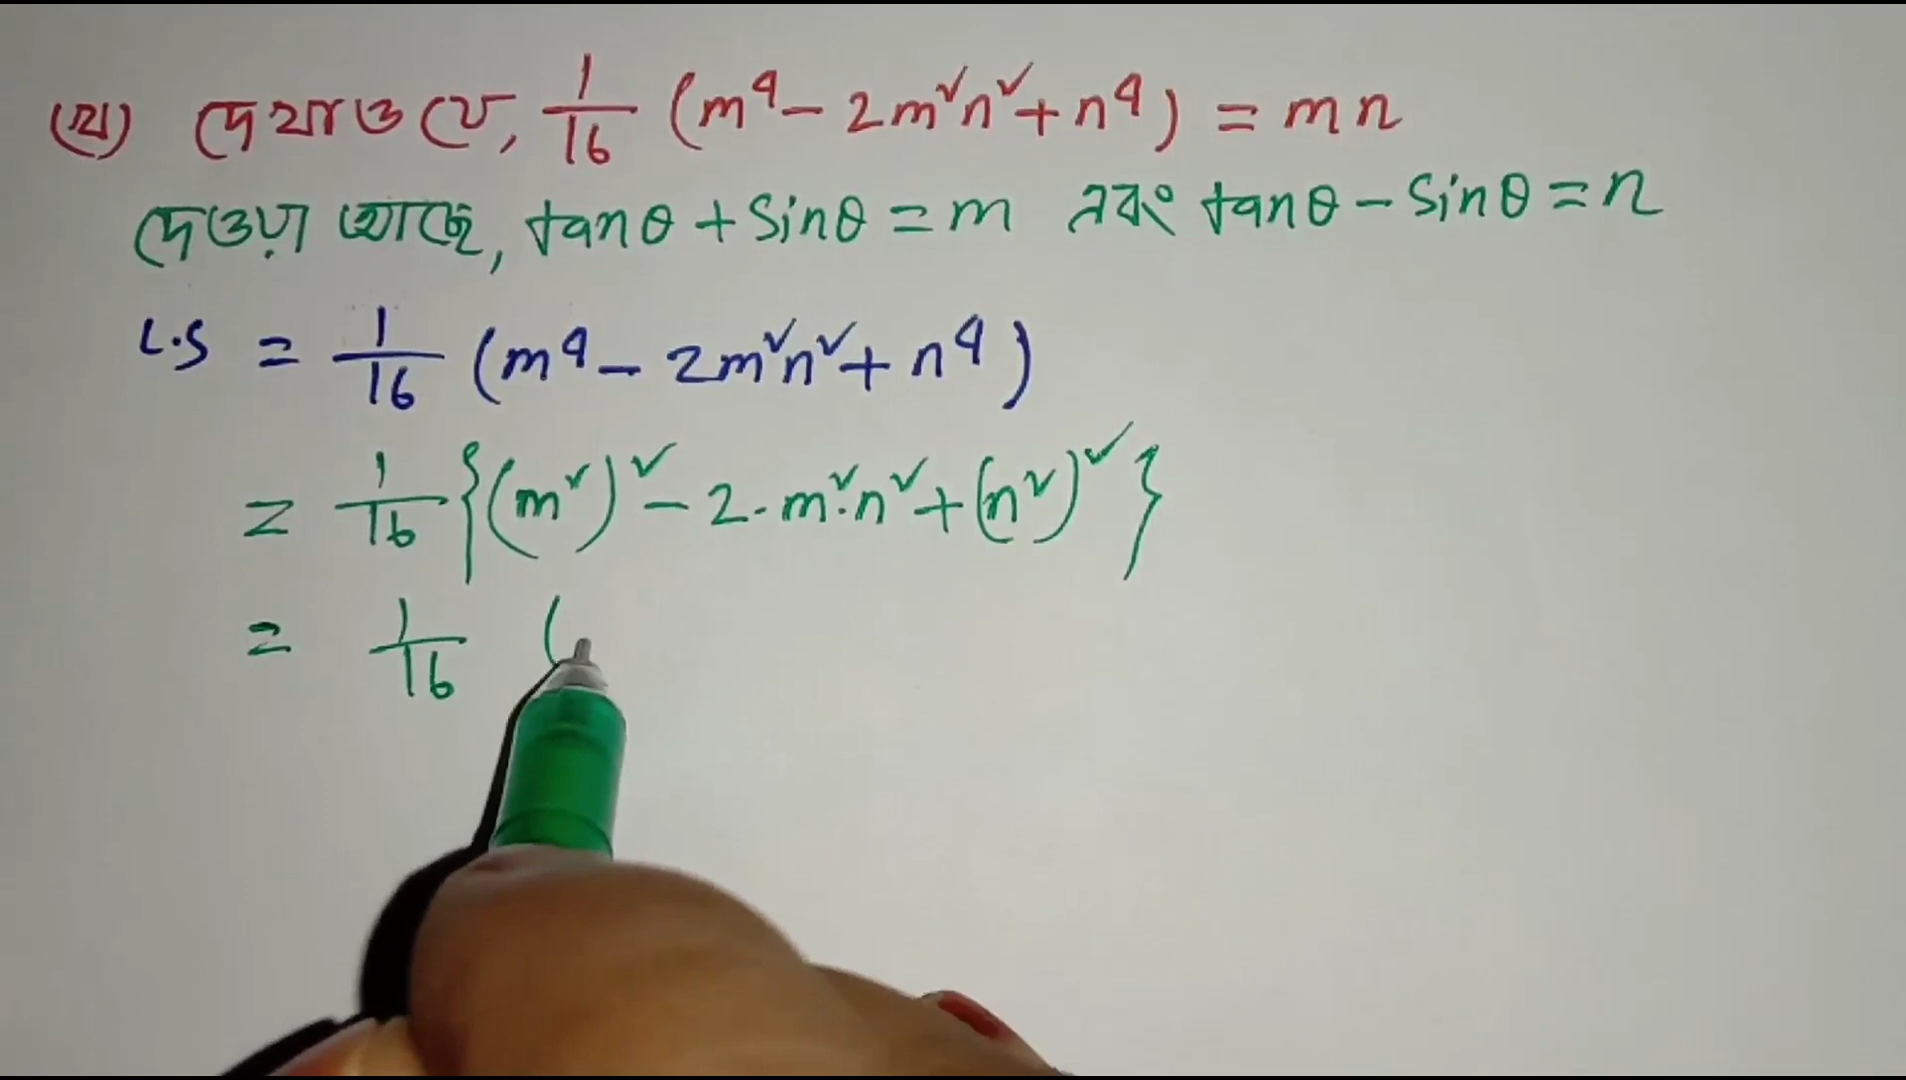 (খ) দেখাও যে, 1/16 (m⁴ - 2m²n² + n⁴) = mn
দেওয়া আছে, tanθ + sinθ = m এবং tanθ - sinθ = n
L.S = 1/16 (m⁴ - 2m²n² + n⁴)
= 1/16 {(m²)² - 2·m²·n² + (n²)²}
= 1/16 (